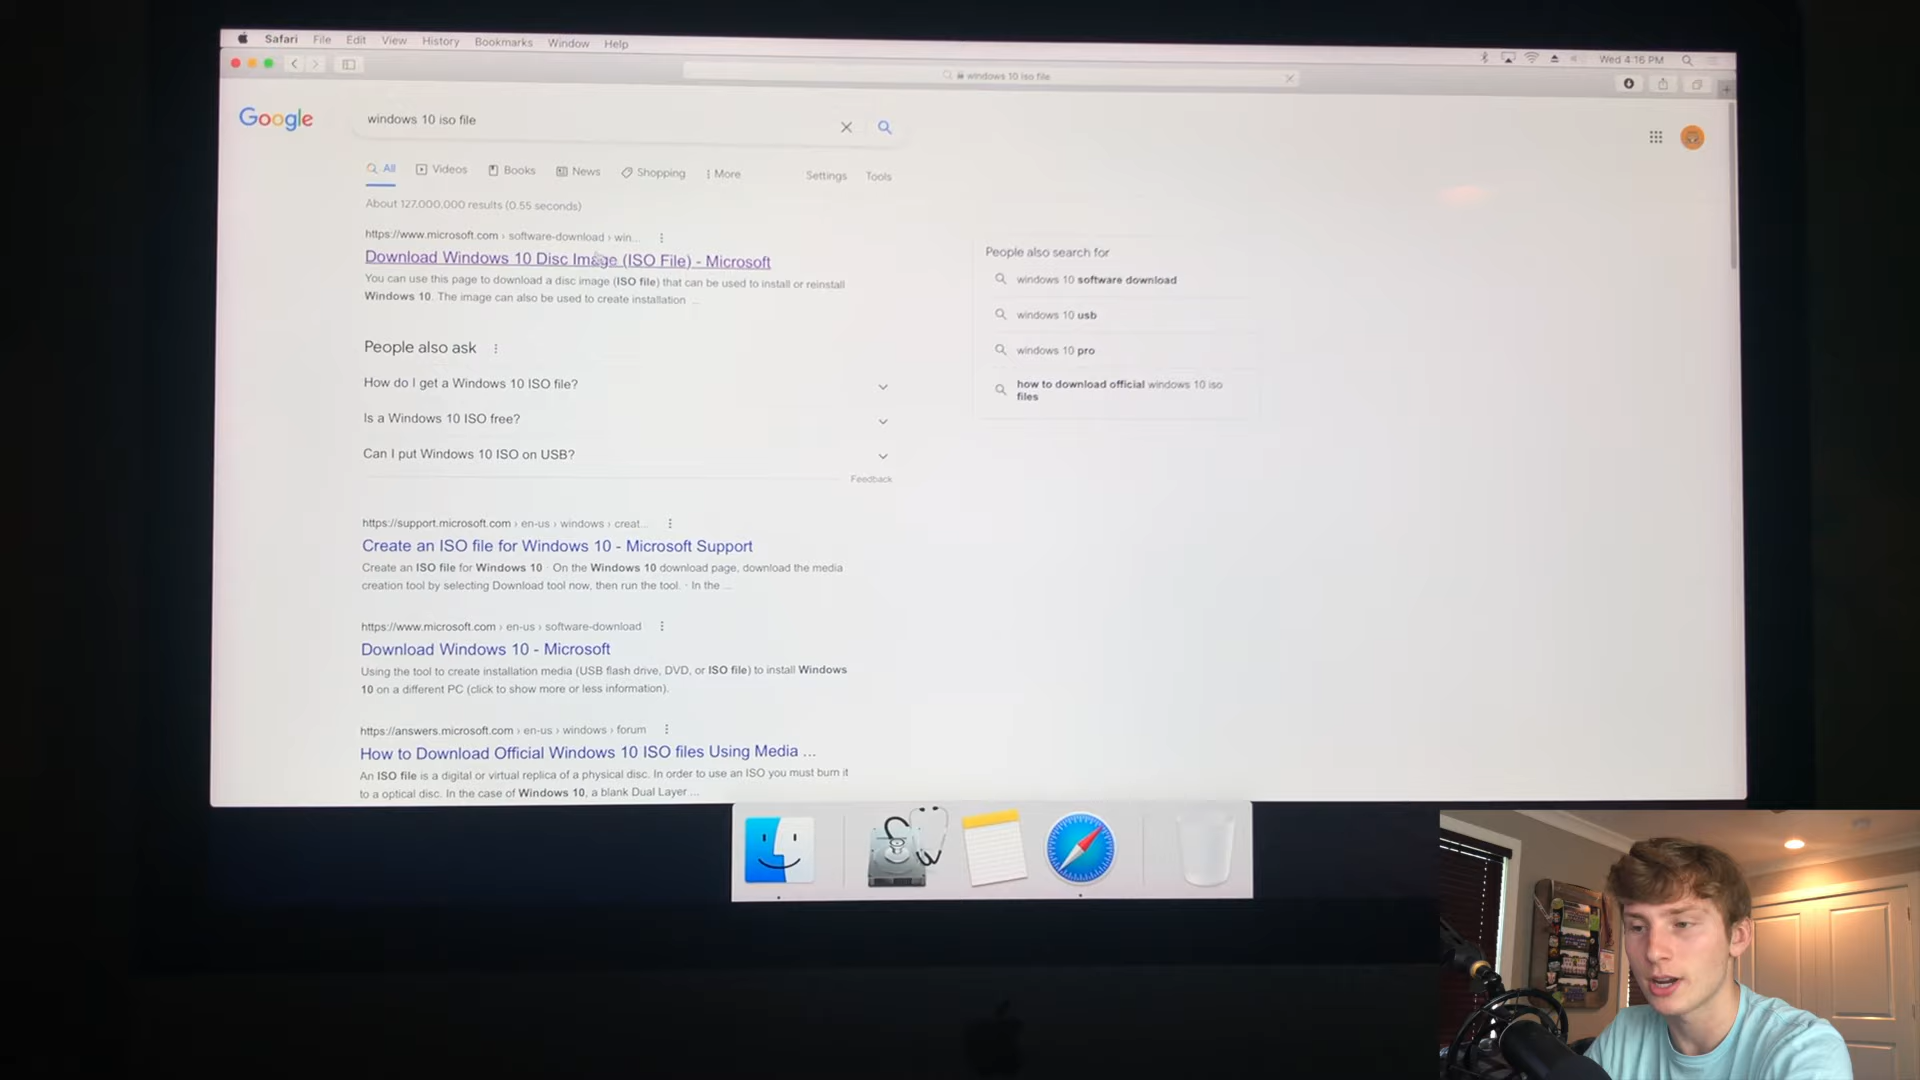 Safari File Edit View History Bookmarks Window Help
Wed 4:16 PM
windows 10 iso file
Google
windows 10 iso file
All Videos Books News Shopping More Settings Tools
About 127,000,000 results (0.55 seconds)
https://www.microsoft.com › software-download › win...
Download Windows 10 Disc Image (ISO File) - Microsoft
You can use this page to download a disc image (ISO file) that can be used to install or reinstall
Windows 10. The image can also be used to create installation ...
People also ask
How do I get a Windows 10 ISO file?
Is a Windows 10 ISO free?
Can I put Windows 10 ISO on USB?
Feedback
https://support.microsoft.com › en-us › windows › creat...
Create an ISO file for Windows 10 - Microsoft Support
Create an ISO file for Windows 10 · On the Windows 10 download page, download the media
creation tool by selecting Download tool now, then run the tool. · In the ...
https://www.microsoft.com › en-us › software-download
Download Windows 10 - Microsoft
Using the tool to create installation media (USB flash drive, DVD, or ISO file) to install Windows
10 on a different PC (click to show more or less information).
https://answers.microsoft.com › en-us › windows › forum
How to Download Official Windows 10 ISO files Using Media ...
An ISO file is a digital or virtual replica of a physical disc. In order to use an ISO you must burn it
to a optical disc. In the case of Windows 10, a blank Dual Layer ...
People also search for
windows 10 software download
windows 10 usb
windows 10 pro
how to download official windows 10 iso
files